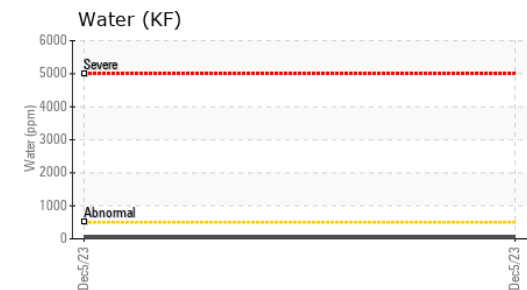 Water (KF)
6000
Severe
5000
4000
3000
2000
1000
Abnormal
0
Water (ppm)
Dec5/23
Dec5/23